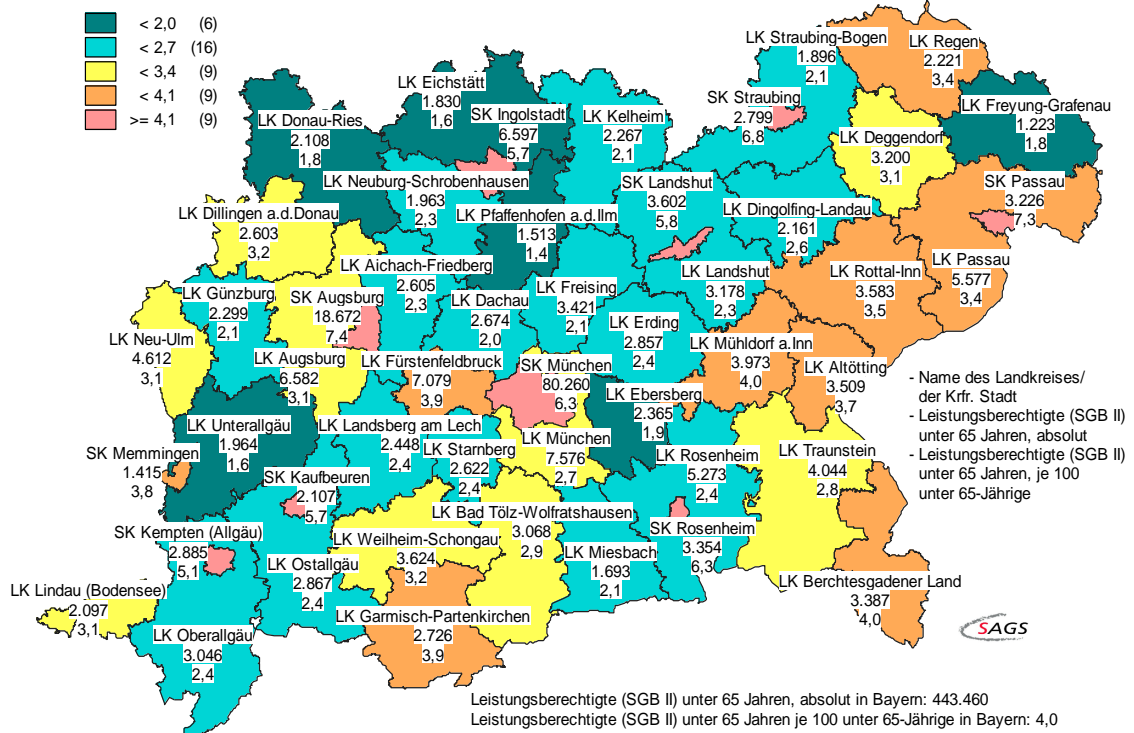 < 2,0 (6)
< 2,7 (16)
< 3,4 (9)
< 4,1 (9)
>= 4,1 (9)
LK Straubing-Bogen
1.896
2,1
LK Regen
2.221
3,4
LK Eichstätt
1.830
1,6
SK Ingolstadt
6.597
5,7
LK Kelheim
2.267
2,1
SK Straubing
2.799
6,8
LK Freyung-Grafenau
1.223
1,8
LK Donau-Ries
2.108
1,8
LK Deggendorf
3.200
3,1
LK Neuburg-Schrobenhausen
1.963
2,3
SK Landshut
3.602
5,8
SK Passau
3.226
7,3
LK Dillingen a.d.Donau
2.603
3,2
LK Pfaffenhofen a.d.Ilm
1.513
1,4
LK Dingolfing-Landau
2.161
2,6
LK Aichach-Friedberg
2.605
2,3
LK Landshut
3.178
2,3
LK Rottal-Inn
3.583
3,5
LK Passau
5.577
3,4
LK Günzburg
2.299
2,1
SK Augsburg
18.672
7,4
LK Dachau
2.674
2,0
LK Freising
3.421
2,1
LK Erding
2.857
2,4
LK Neu-Ulm
4.612
3,1
LK Augsburg
6.582
3,1
LK Fürstenfeldbruck
7.079
3,9
SK München
80.260
6,3
LK Mühldorf a.Inn
3.973
4,0
LK Altötting
3.509
3,7
LK Ebersberg
2.365
1,9
- Name des Landkreises/
der Krfr. Stadt
- Leistungsberechtigte (SGB II)
unter 65 Jahren, absolut
- Leistungsberechtigte (SGB II)
unter 65 Jahren, je 100
unter 65-Jährige
LK Unterallgäu
1.964
1,6
LK Landsberg am Lech
2.448
2,4
LK Starnberg
2.622
2,4
LK München
7.576
2,7
SK Memmingen
1.415
3,8
SK Kaufbeuren
2.107
5,7
LK Rosenheim
5.273
2,4
LK Traunstein
4.044
2,8
LK Bad Tölz-Wolfratshausen
3.068
2,9
SK Kempten (Allgäu)
2.885
5,1
LK Weilheim-Schongau
3.624
3,2
SK Rosenheim
3.354
6,3
LK Ostallgäu
2.867
2,4
LK Miesbach
1.693
2,1
LK Lindau (Bodensee)
2.097
3,1
LK Berchtesgadener Land
3.387
4,0
LK Garmisch-Partenkirchen
2.726
3,9
LK Oberallgäu
3.046
2,4
SAGS
Leistungsberechtigte (SGB II) unter 65 Jahren, absolut in Bayern: 443.460
Leistungsberechtigte (SGB II) unter 65 Jahren je 100 unter 65-Jährige in Bayern: 4,0